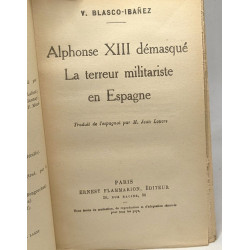 V. BLASCO-IBAÑEZ
Alphonse XIII démasqué
La terreur militariste
en Espagne
Traduit de l'espagnol par M. Jean
PARIS
ERNEST FLAMMARION, ÉDITEUR
26, RUE RACINE, 26